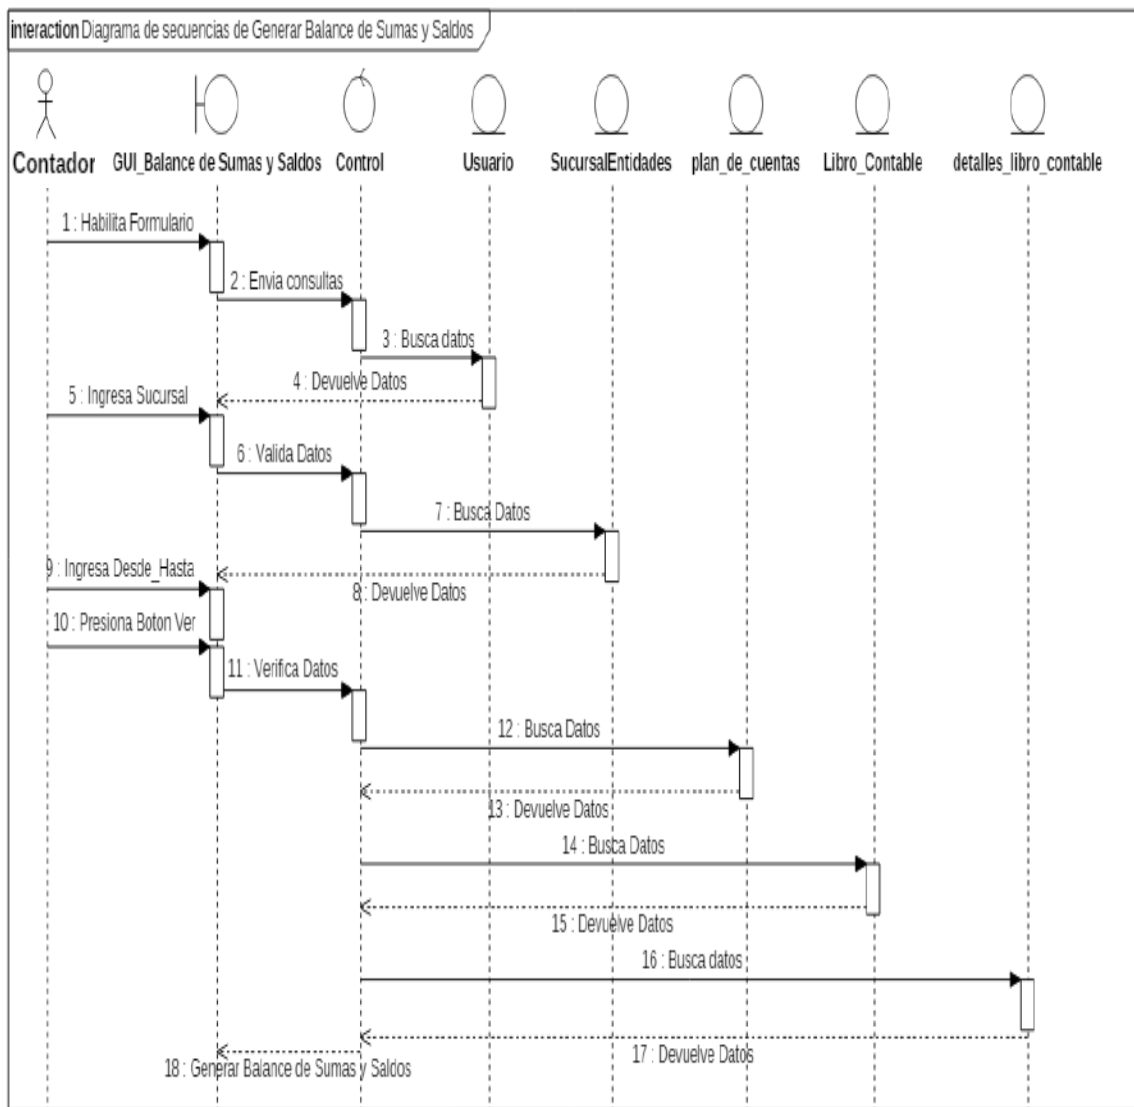 interaction Diagrama de secuencias de Generar Balance de Sumas y Saldos
Contador
GUI_Balance de Sumas y Saldos
Control
Usuario
SucursalEntidades
plan_de_cuentas
Libro_Contable
detalles_libro_contable
1 : Habilita Formulario
2 : Envia consultas
3 : Busca datos
4 : Devuelve Datos
5 : Ingresa Sucursal
6 : Valida Datos
7 : Busca Datos
8 : Devuelve Datos
9 : Ingresa Desde_Hasta
10 : Presiona Boton Ver
11 : Verifica Datos
12 : Busca Datos
13 : Devuelve Datos
14 : Busca Datos
15 : Devuelve Datos
16 : Busca datos
17 : Devuelve Datos
18 : Generar Balance de Sumas y Saldos